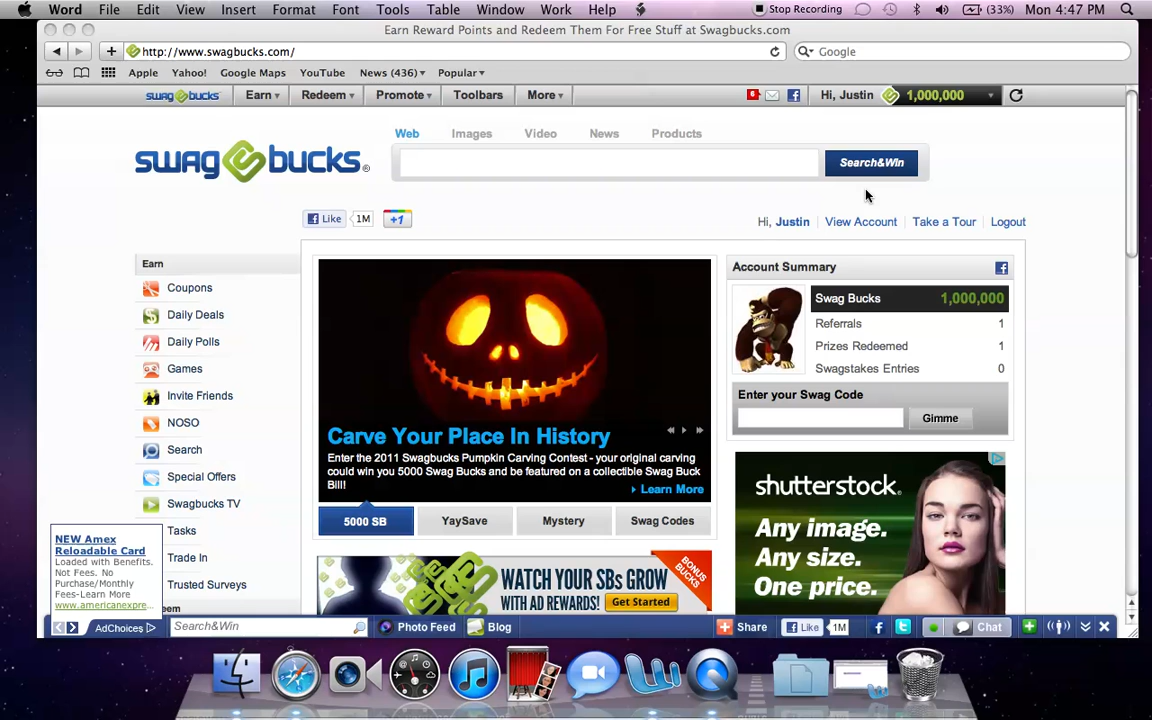 Word File Edit View Insert Format Font Tools Table Window Work Help Stop Recording (33%) Mon 4:47 PM
Earn Reward Points and Redeem Them For Free Stuff at Swagbucks.com
http://www.swagbucks.com/ Google
Apple Yahoo! Google Maps YouTube News (436) Popular
swagbucks Earn Redeem Promote Toolbars More 6 Hi, Justin 1,000,000
Web Images Video News Products
swagbucks® Search&Win
Like 1M +1
Hi, Justin View Account Take a Tour Logout
Earn
Coupons
Daily Deals
Daily Polls
Games
Invite Friends
NOSO
Search
Special Offers
Swagbucks TV
Tasks
Trade In
Trusted Surveys
Carve Your Place In History
Enter the 2011 Swagbucks Pumpkin Carving Contest - your original carving
could win you 5000 Swag Bucks and be featured on a collectible Swag Buck
Bill!
Learn More
5000 SB YaySave Mystery Swag Codes
WATCH YOUR SBs GROW
WITH AD REWARDS! Get Started
BONUS
BUCKS
Account Summary
Swag Bucks 1,000,000
Referrals 1
Prizes Redeemed 1
Swagstakes Entries 0
Enter your Swag Code
Gimme
shutterstock®
Any image.
Any size.
One price.
NEW Amex
Reloadable Card
Loaded with Benefits.
Not Fees. No
Purchase/Monthly
Fees-Learn More
www.americanexpre...
AdChoices Search&Win Photo Feed Blog Share Like 1M Chat